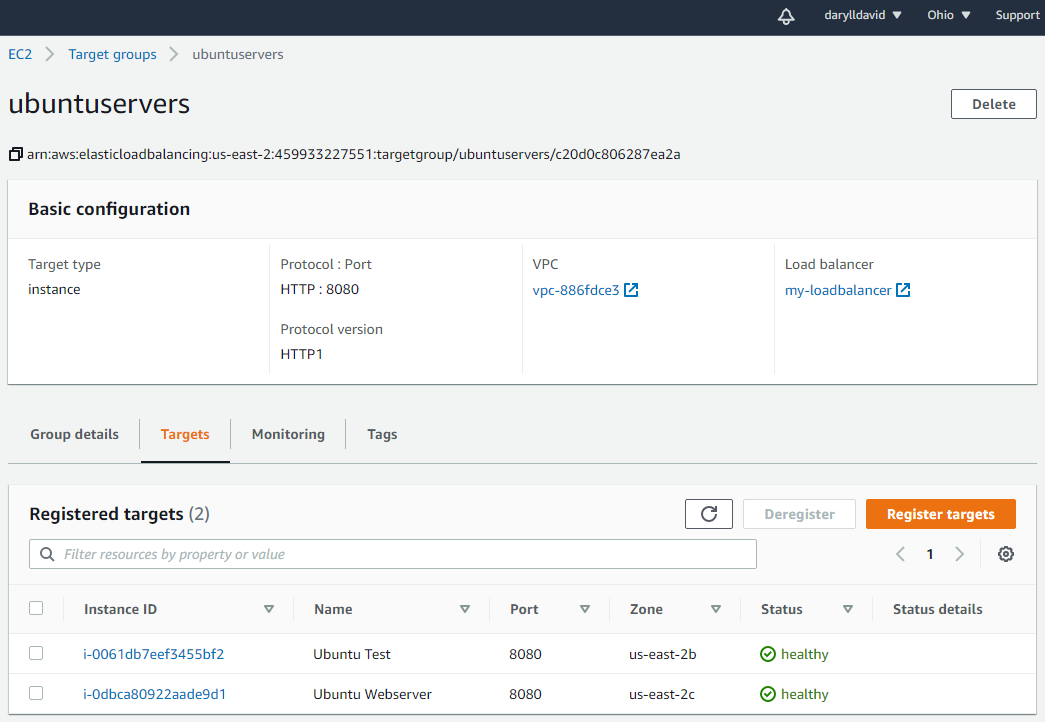 darylldavid Ohio Support
EC2 Target groups ubuntuservers
ubuntuservers
Delete
arn:aws:elasticloadbalancing:us-east-2:459933227551:targetgroup/ubuntuservers/c20d0c806287ea2a
Basic configuration
Target type Protocol : Port VPC Load balancer
instance HTTP : 8080 vpc-886fdce3 my-loadbalancer
Protocol version
HTTP1
Group details Targets Monitoring Tags
Registered targets (2) Deregister Register targets
Filter resources by property or value 1
Instance ID Name Port Zone Status Status details
i-0061db7eef3455bf2 Ubuntu Test 8080 us-east-2b healthy
i-0dbca80922aade9d1 Ubuntu Webserver 8080 us-east-2c healthy